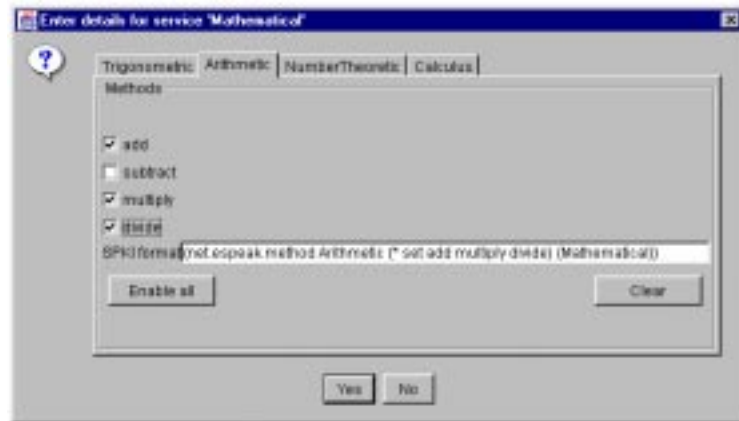 Enter details for service 'Mathematical'
?
Trigonometric Arithmetic NumberTheoretic Calculus
Methods
add
subtract
multiply
divide
SPKI format (net.espeak.method Arithmetic (* set add multiply divide) (Mathematical))
Enable all Clear
Yes No